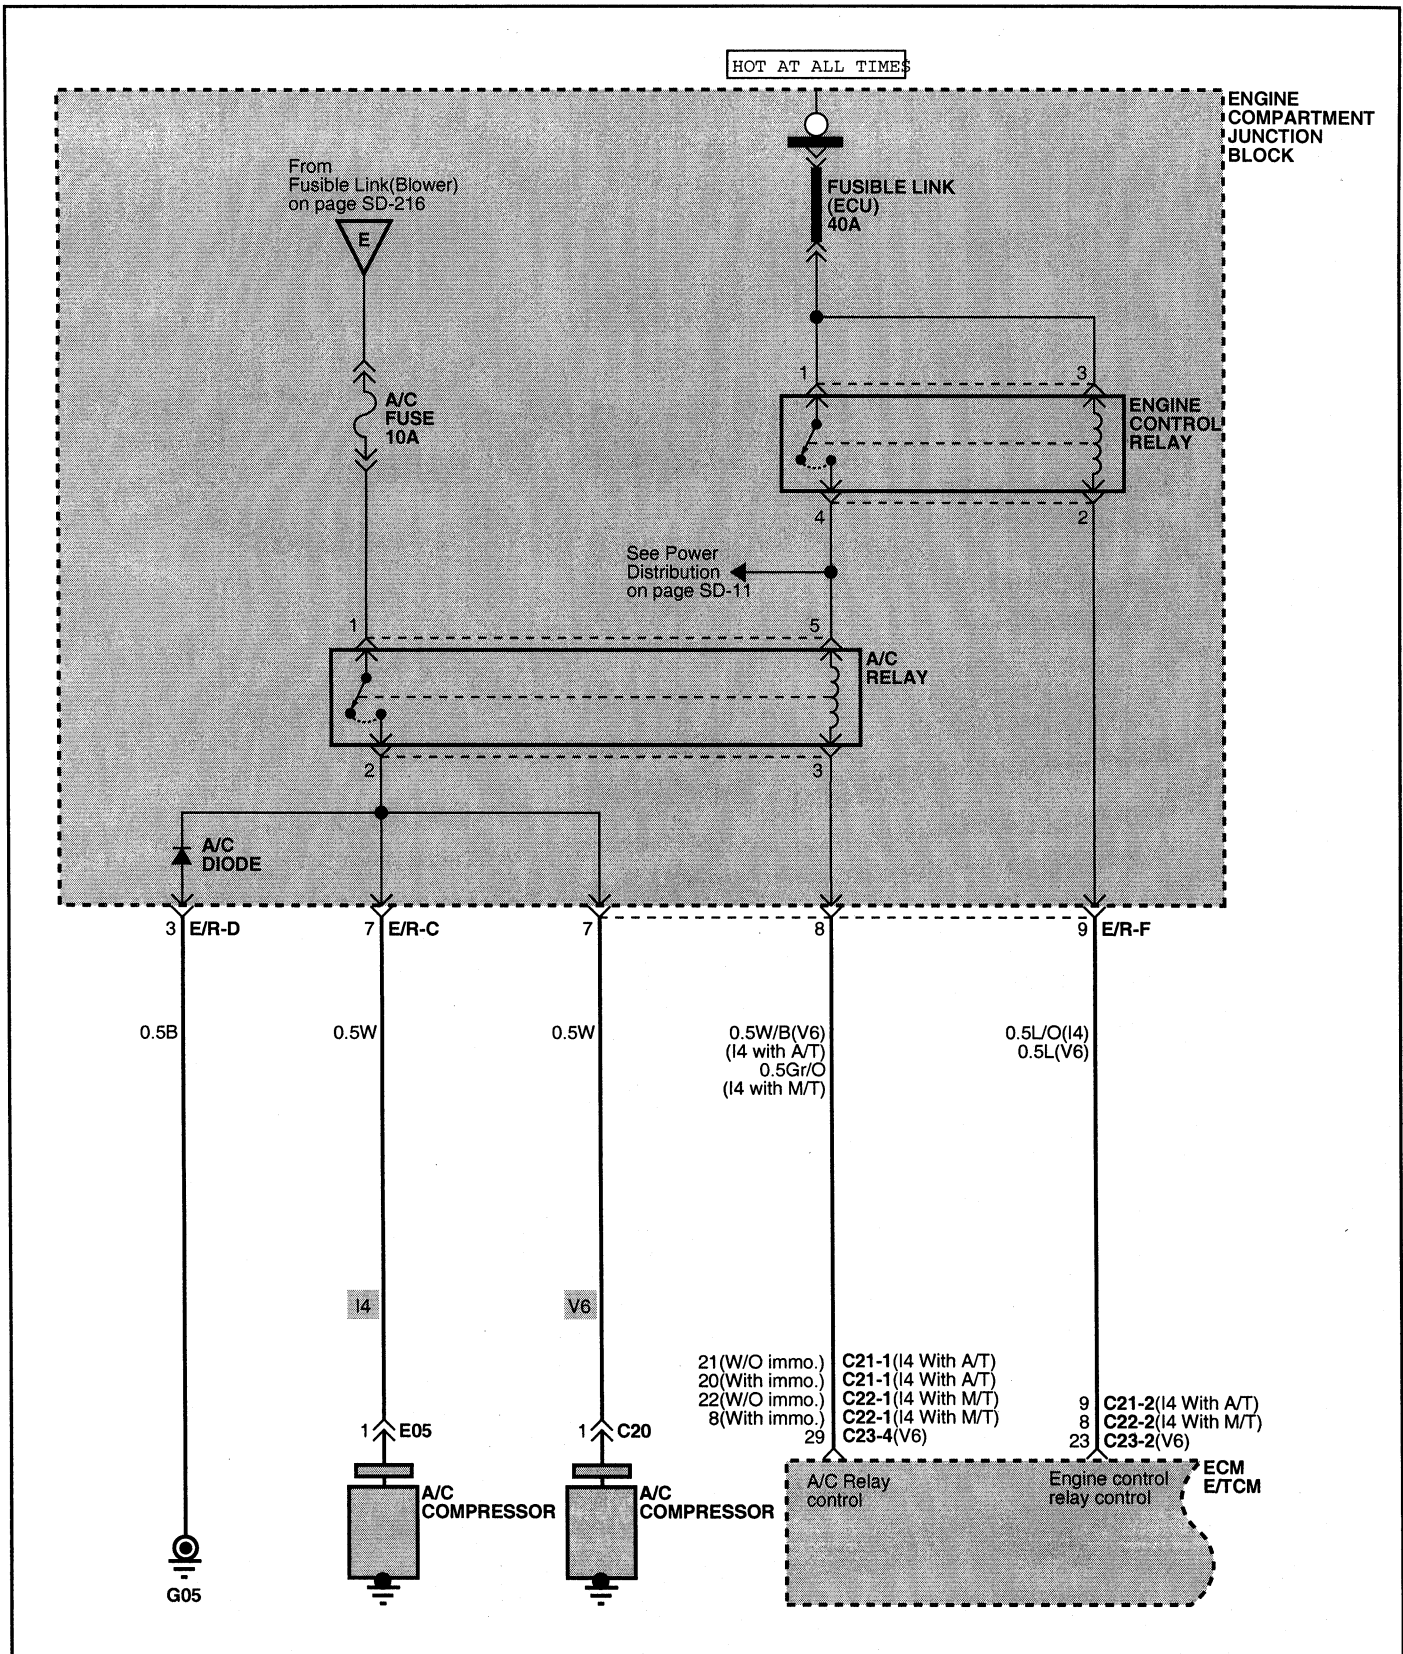 HOT AT ALL TIMES
ENGINE
COMPARTMENT
JUNCTION
BLOCK
From
Fusible Link(Blower)
on page SD-216
E
FUSIBLE LINK
(ECU)
40A
A/C
FUSE
10A
1
3
ENGINE
CONTROL
RELAY
4
2
See Power
Distribution
on page SD-11
1
5
A/C
RELAY
2
3
A/C
DIODE
3 E/R-D
7 E/R-C
7
8
9 E/R-F
0.5B
0.5W
0.5W
0.5W/B(V6)
(I4 with A/T)
0.5Gr/O
(I4 with M/T)
0.5L/O(I4)
0.5L(V6)
I4
V6
21(W/O immo.) C21-1(I4 With A/T)
20(With immo.) C21-1(I4 With A/T)
22(W/O immo.) C22-1(I4 With M/T)
8(With immo.) C22-1(I4 With M/T)
29 C23-4(V6)
9 C21-2(I4 With A/T)
8 C22-2(I4 With M/T)
23 C23-2(V6)
1 E05
1 C20
A/C
COMPRESSOR
A/C
COMPRESSOR
A/C Relay
control
Engine control
relay control
ECM
E/TCM
G05